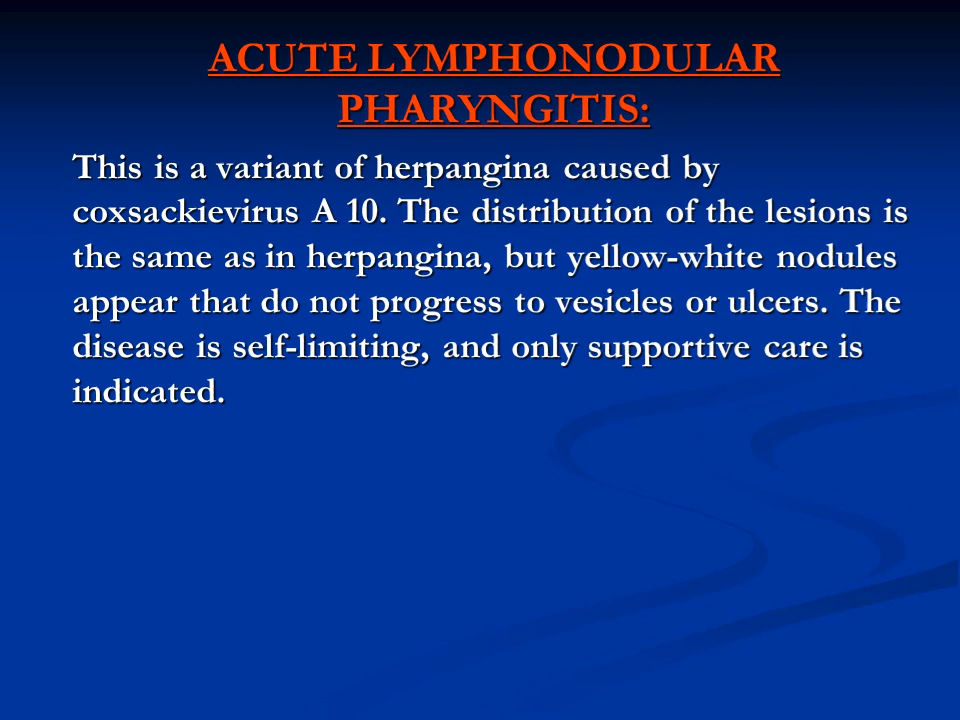 ACUTE LYMPHONODULAR
PHARYNGITIS:
This is a variant of herpangina caused by
coxsackievirus A 10. The distribution of the lesions is
the same as in herpangina, but yellow-white nodules
appear that do not progress to vesicles or ulcers. The
disease is self-limiting, and only supportive care is
indicated.